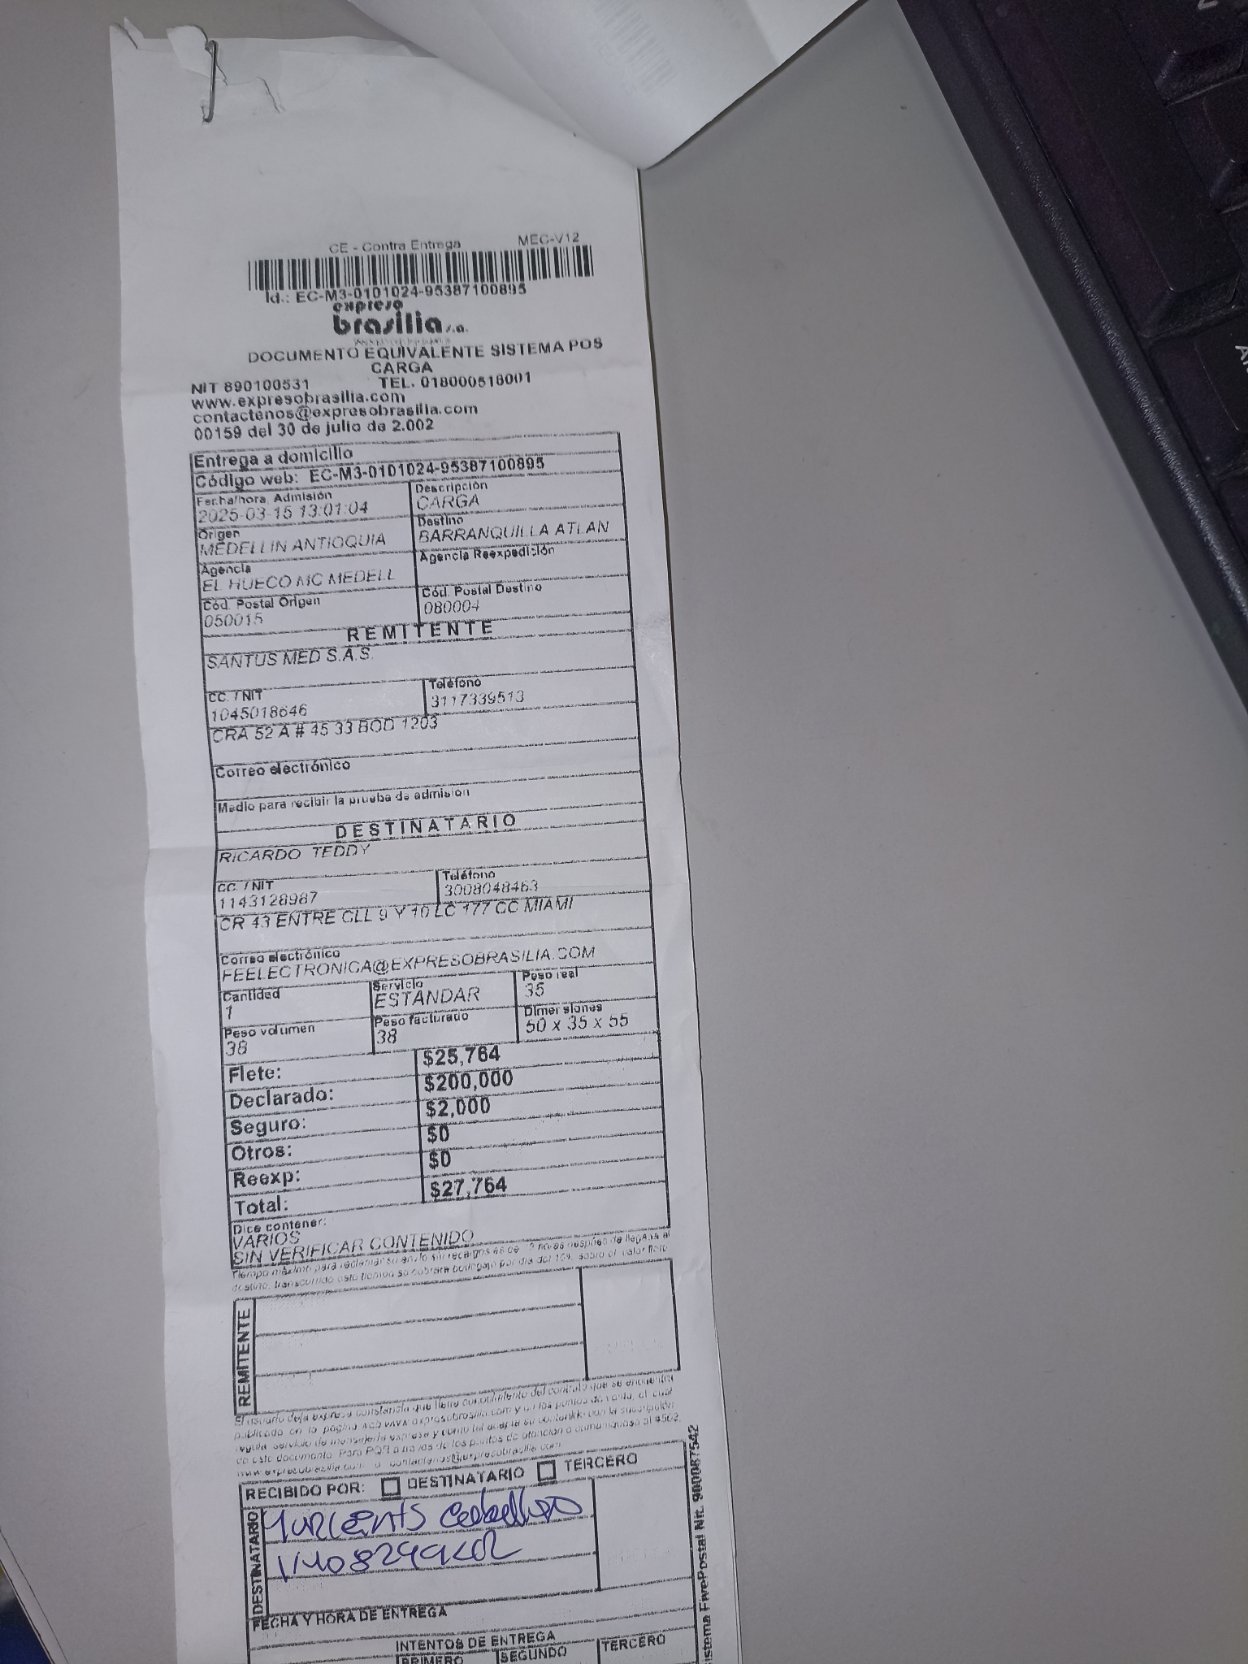 CE - Contra Entrega MEC-V12
Id.: EC-M3-0101024-95387100895
expreso
brasilia s.a.
DOCUMENTO EQUIVALENTE SISTEMA POS
CARGA
NIT 890100531 TEL. 018000518001
www.expresobrasilia.com
contactenos@expresobrasilia.com
00159 del 30 de julio de 2.002
Entrega a domicilio
Código web: EC-M3-0101024-95387100895
Fecha/hora Admisión Descripción
2025-03-15 13:01:04 CARGA
Origen Destino
MEDELLIN ANTIOQUIA BARRANQUILLA ATLAN
Agencia Agencia Reexpedición
EL HUECO MC MEDELL
Cód. Postal Origen Cód. Postal Destino
050015 080004
REMITENTE
SANTUS MED S.A.S.
CC. / NIT Teléfono
1045018646 3117339513
CRA 52 A # 45 33 BOD 1203
Correo electrónico
Medio para recibir la prueba de admisión
DESTINATARIO
RICARDO TEDDY
CC. / NIT Teléfono
1143128987 3008048463
CR 43 ENTRE CLL 9 Y 10 LC 177 CC MIAMI
Correo electrónico
FEELECTRONICA@EXPRESOBRASILIA.COM
Cantidad Servicio Peso real
1 ESTANDAR 35
Peso volumen Peso facturado Dimensiones
38 38 50 x 35 x 55
Flete: $25,764
Declarado: $200,000
Seguro: $2,000
Otros: $0
Reexp: $0
Total: $27,764
Dice contener:
VARIOS
SIN VERIFICAR CONTENIDO
REMITENTE
RECIBIDO POR: DESTINATARIO TERCERO
DESTINATARIO
FECHA Y HORA DE ENTREGA
INTENTOS DE ENTREGA
PRIMERO SEGUNDO TERCERO
Sistema FivePostal Nit. 900087542